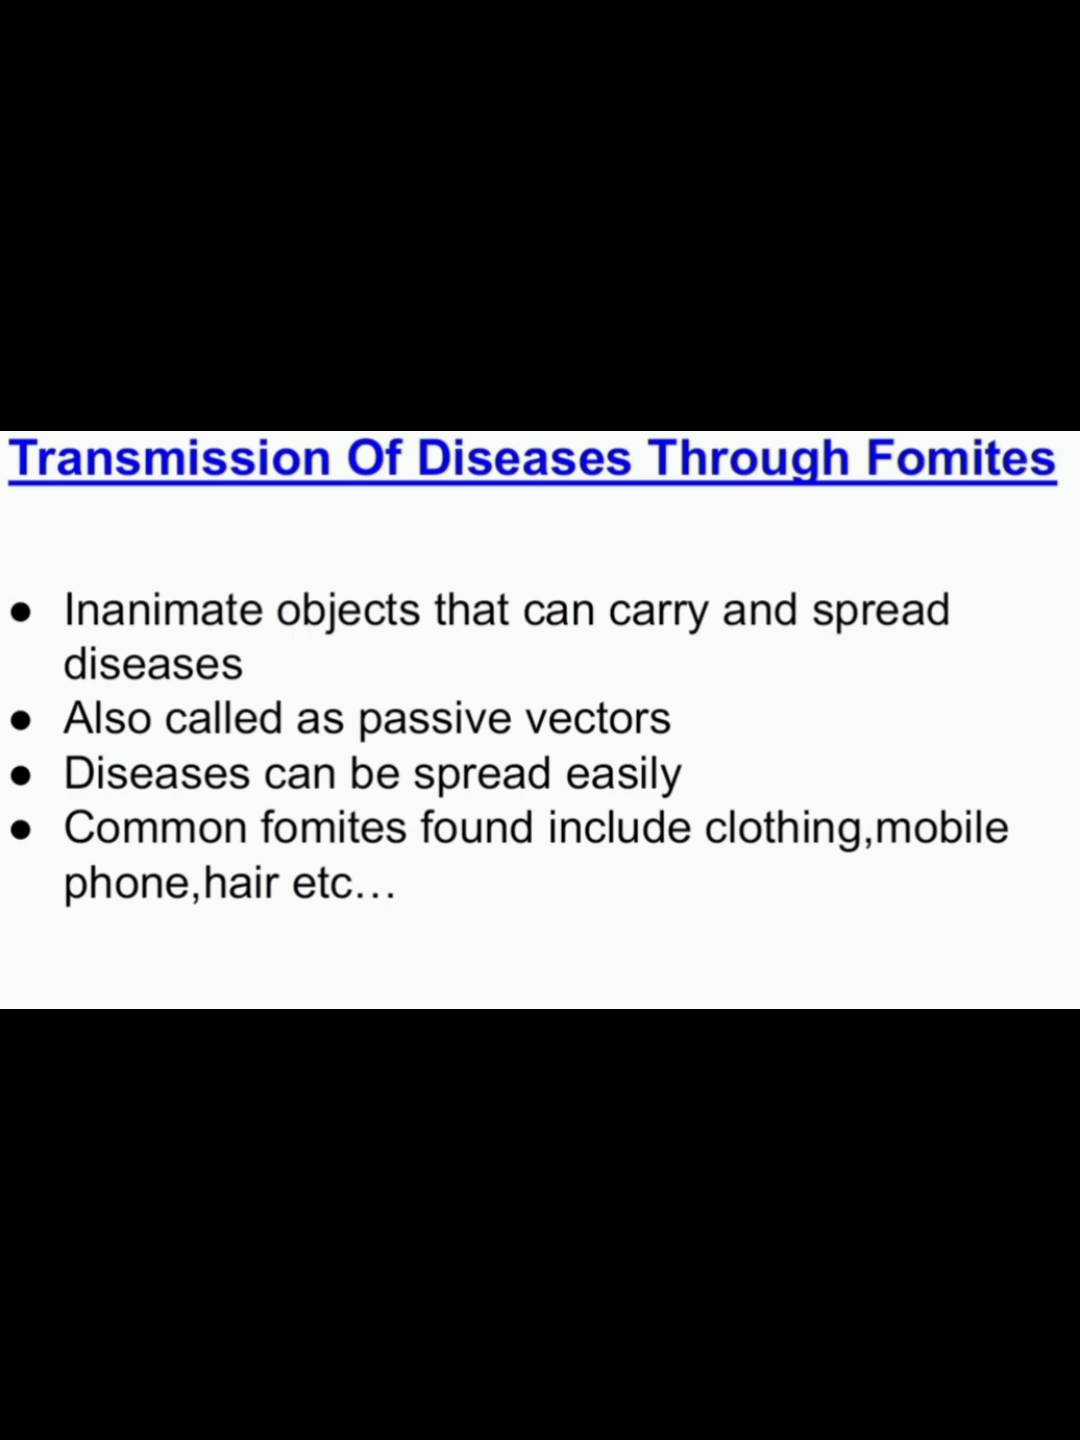 Transmission Of Diseases Through Fomites
● Inanimate objects that can carry and spread
diseases
● Also called as passive vectors
● Diseases can be spread easily
● Common fomites found include clothing,mobile
phone,hair etc…